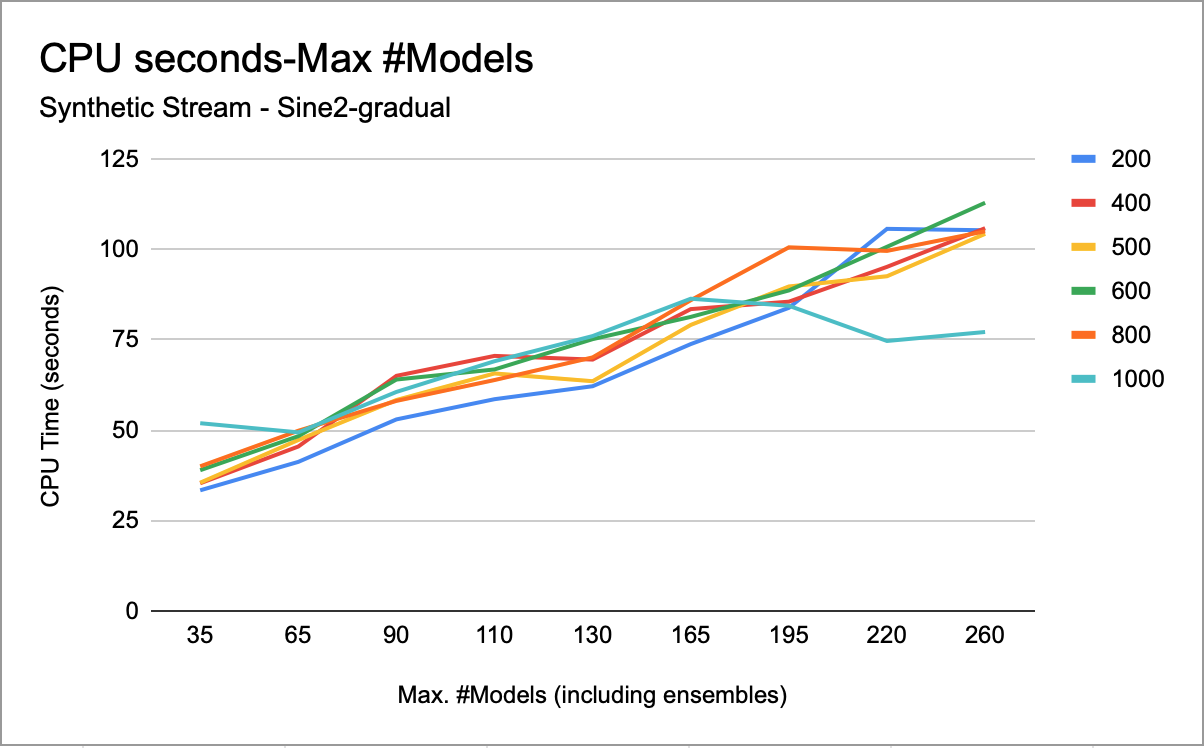 CPU seconds-Max #Models
Synthetic Stream - Sine2-gradual
125
100
75
50
25
0
CPU Time (seconds)
35 65 90 110 130 165 195 220 260
Max. #Models (including ensembles)
200
400
500
600
800
1000